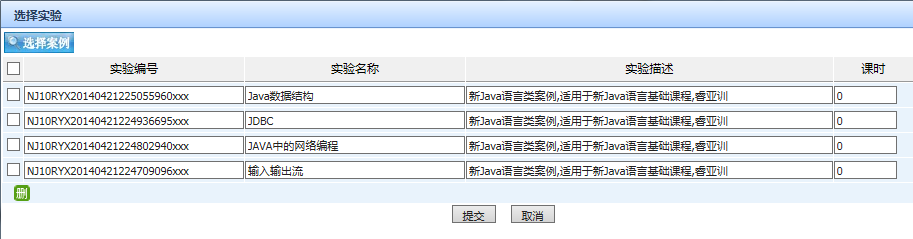 选择实验
选择案例
实验编号 实验名称 实验描述 课时
NJ10RYX20140421225055960xxx Java数据结构 新Java语言类案例,适用于新Java语言基础课程,睿亚训 0
NJ10RYX20140421224936695xxx JDBC 新Java语言类案例,适用于新Java语言基础课程,睿亚训 0
NJ10RYX20140421224802940xxx JAVA中的网络编程 新Java语言类案例,适用于新Java语言基础课程,睿亚训 0
NJ10RYX20140421224709096xxx 输入输出流 新Java语言类案例,适用于新Java语言基础课程,睿亚训 0
删
提交 取消